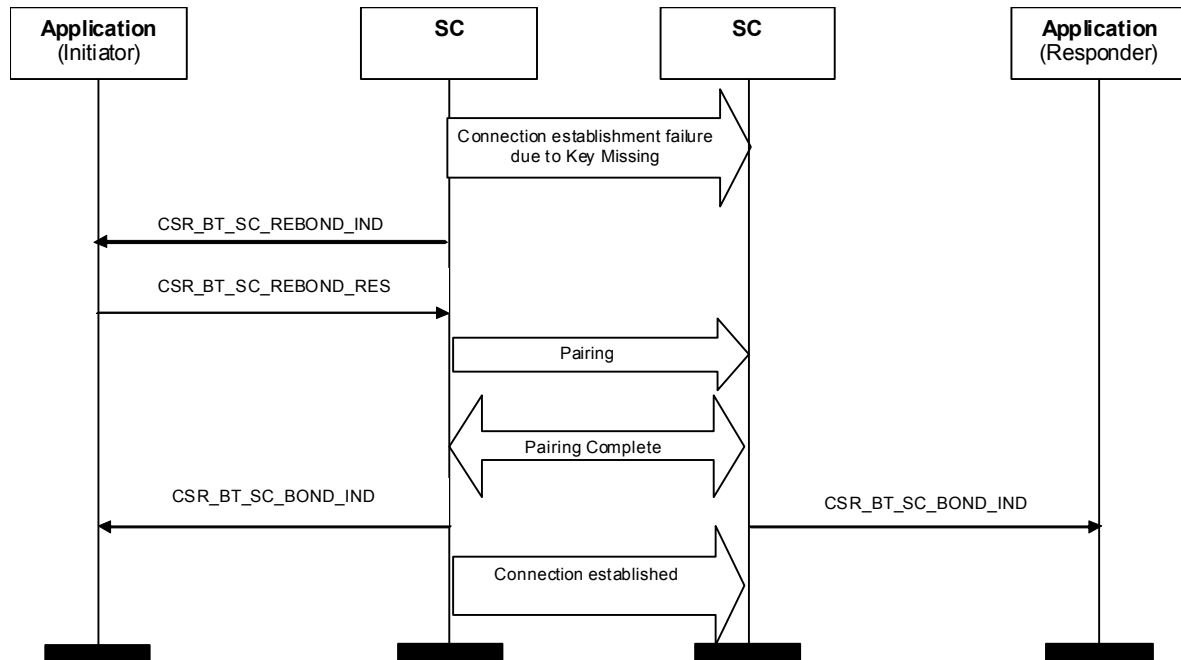 Application
(Initiator)
SC
SC
Application
(Responder)
Connection establishment failure
due to Key Missing
CSR_BT_SC_REBOND_IND
CSR_BT_SC_REBOND_RES
Pairing
Pairing Complete
CSR_BT_SC_BOND_IND
CSR_BT_SC_BOND_IND
Connection established